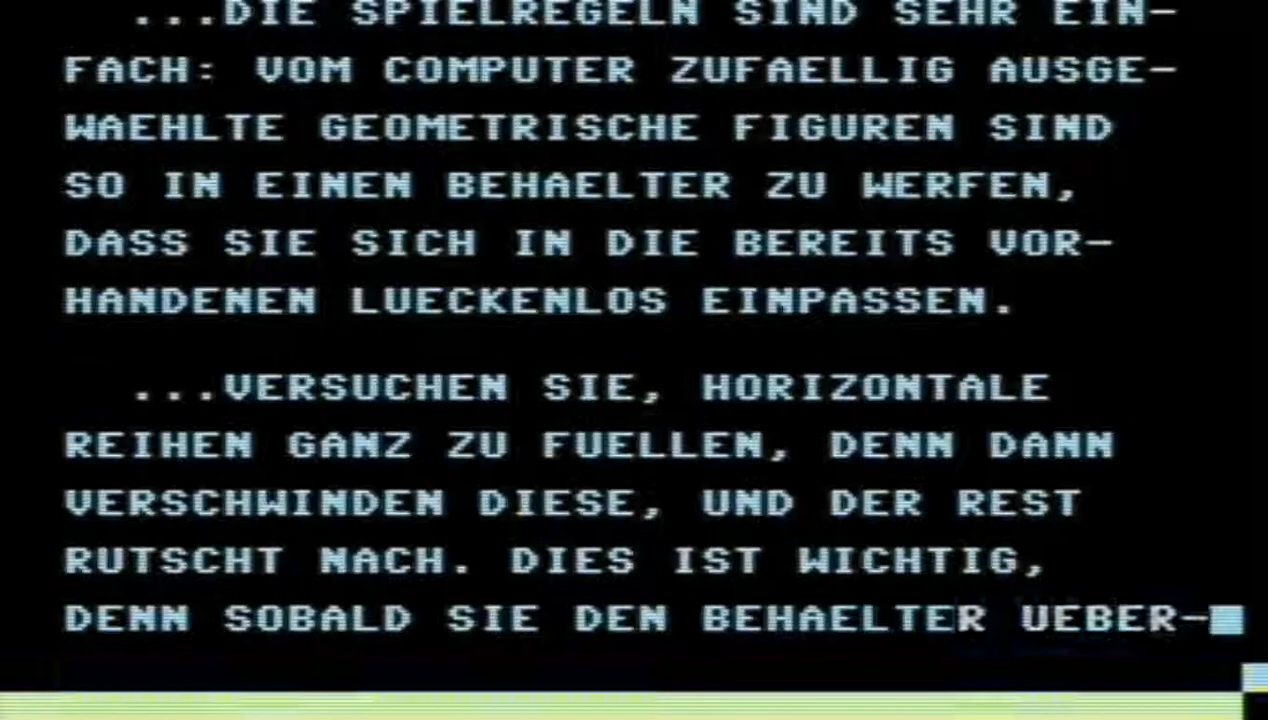 ...DIE SPIELREGELN SIND SEHR EIN-
FACH: VOM COMPUTER ZUFAELLIG AUSGE-
WAEHLTE GEOMETRISCHE FIGUREN SIND
SO IN EINEN BEHAELTER ZU WERFEN,
DASS SIE SICH IN DIE BEREITS VOR-
HANDENEN LUECKENLOS EINPASSEN.
...VERSUCHEN SIE, HORIZONTALE
REIHEN GANZ ZU FUELLEN, DENN DANN
VERSCHWINDEN DIESE, UND DER REST
RUTSCHT NACH. DIES IST WICHTIG,
DENN SOBALD SIE DEN BEHAELTER UEBER-